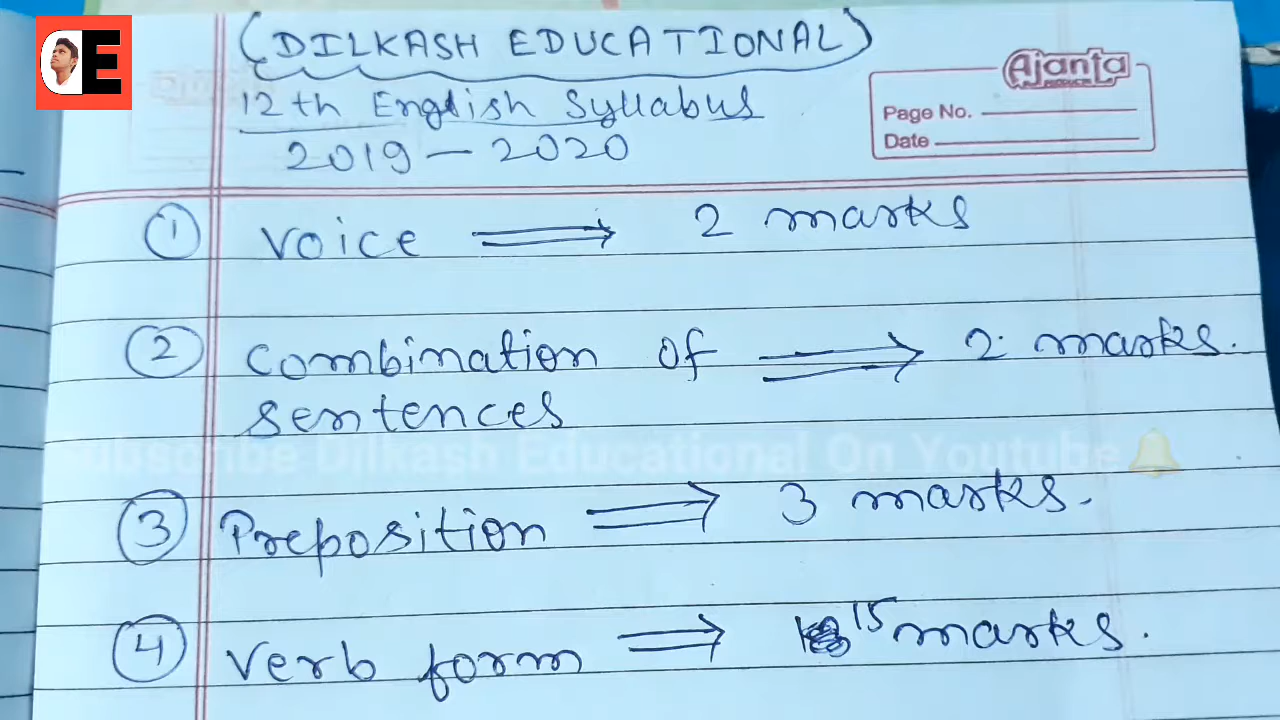 E
(DILKASH EDUCATIONAL)
12th English Syllabus
2019 - 2020
Ajanta
Page No.
Date
① Voice ⟹ 2 marks
② Combination of ⟹ 2 marks.
sentences
Subscribe Dilkash Educational On Youtube
③ Preposition ⟹ 3 marks.
④ Verb form ⟹ 15 marks.